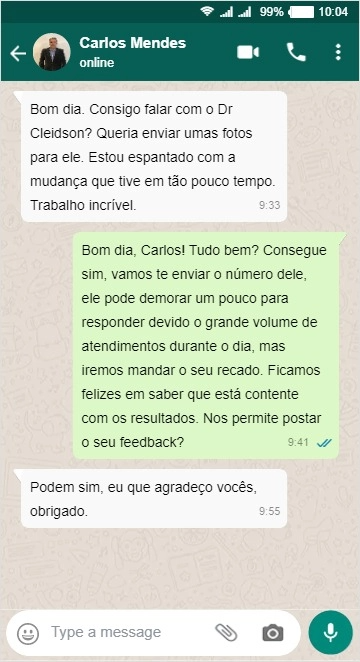 99% 10:04
Carlos Mendes
online
Bom dia. Consigo falar com o Dr
Cleidson? Queria enviar umas fotos
para ele. Estou espantado com a
mudança que tive em tão pouco tempo.
Trabalho incrível.
9:33
Bom dia, Carlos! Tudo bem? Consegue
sim, vamos te enviar o número dele,
ele pode demorar um pouco para
responder devido o grande volume de
atendimentos durante o dia, mas
iremos mandar o seu recado. Ficamos
felizes em saber que está contente
com os resultados. Nos permite postar
o seu feedback?
9:41
Podem sim, eu que agradeço vocês,
obrigado.
9:55
Type a message